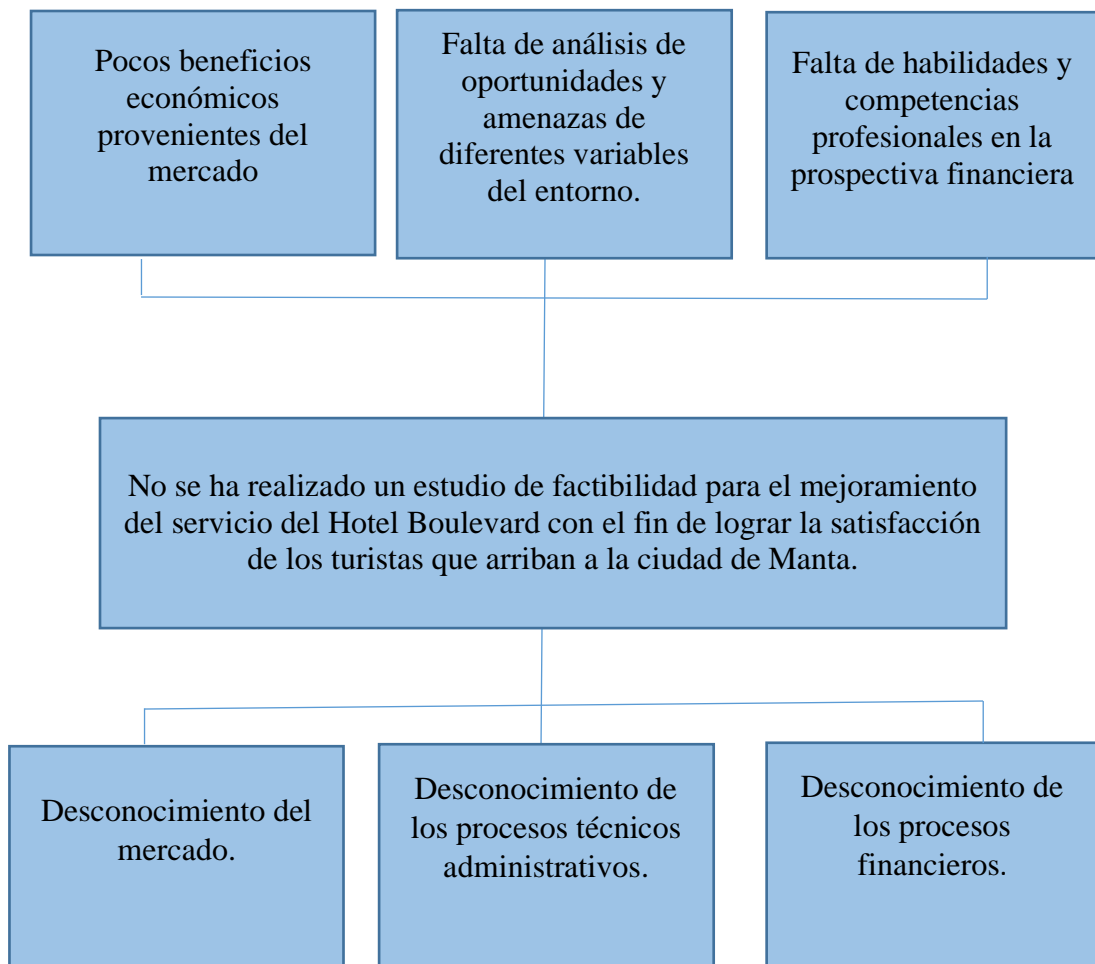 Pocos beneficios
económicos
provenientes del
mercado
Falta de análisis de
oportunidades y
amenazas de
diferentes variables
del entorno.
Falta de habilidades y
competencias
profesionales en la
prospectiva financiera
No se ha realizado un estudio de factibilidad para el mejoramiento
del servicio del Hotel Boulevard con el fin de lograr la satisfacción
de los turistas que arriban a la ciudad de Manta.
Desconocimiento del
mercado.
Desconocimiento de
los procesos técnicos
administrativos.
Desconocimiento de
los procesos
financieros.